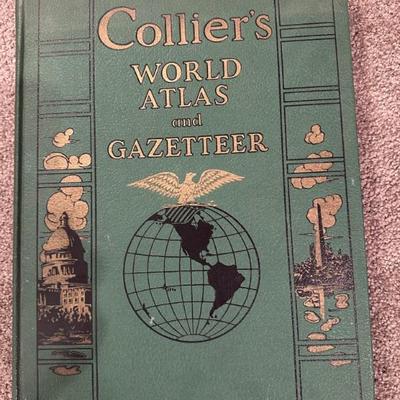 Collier's
WORLD
ATLAS
and
GAZETTEER